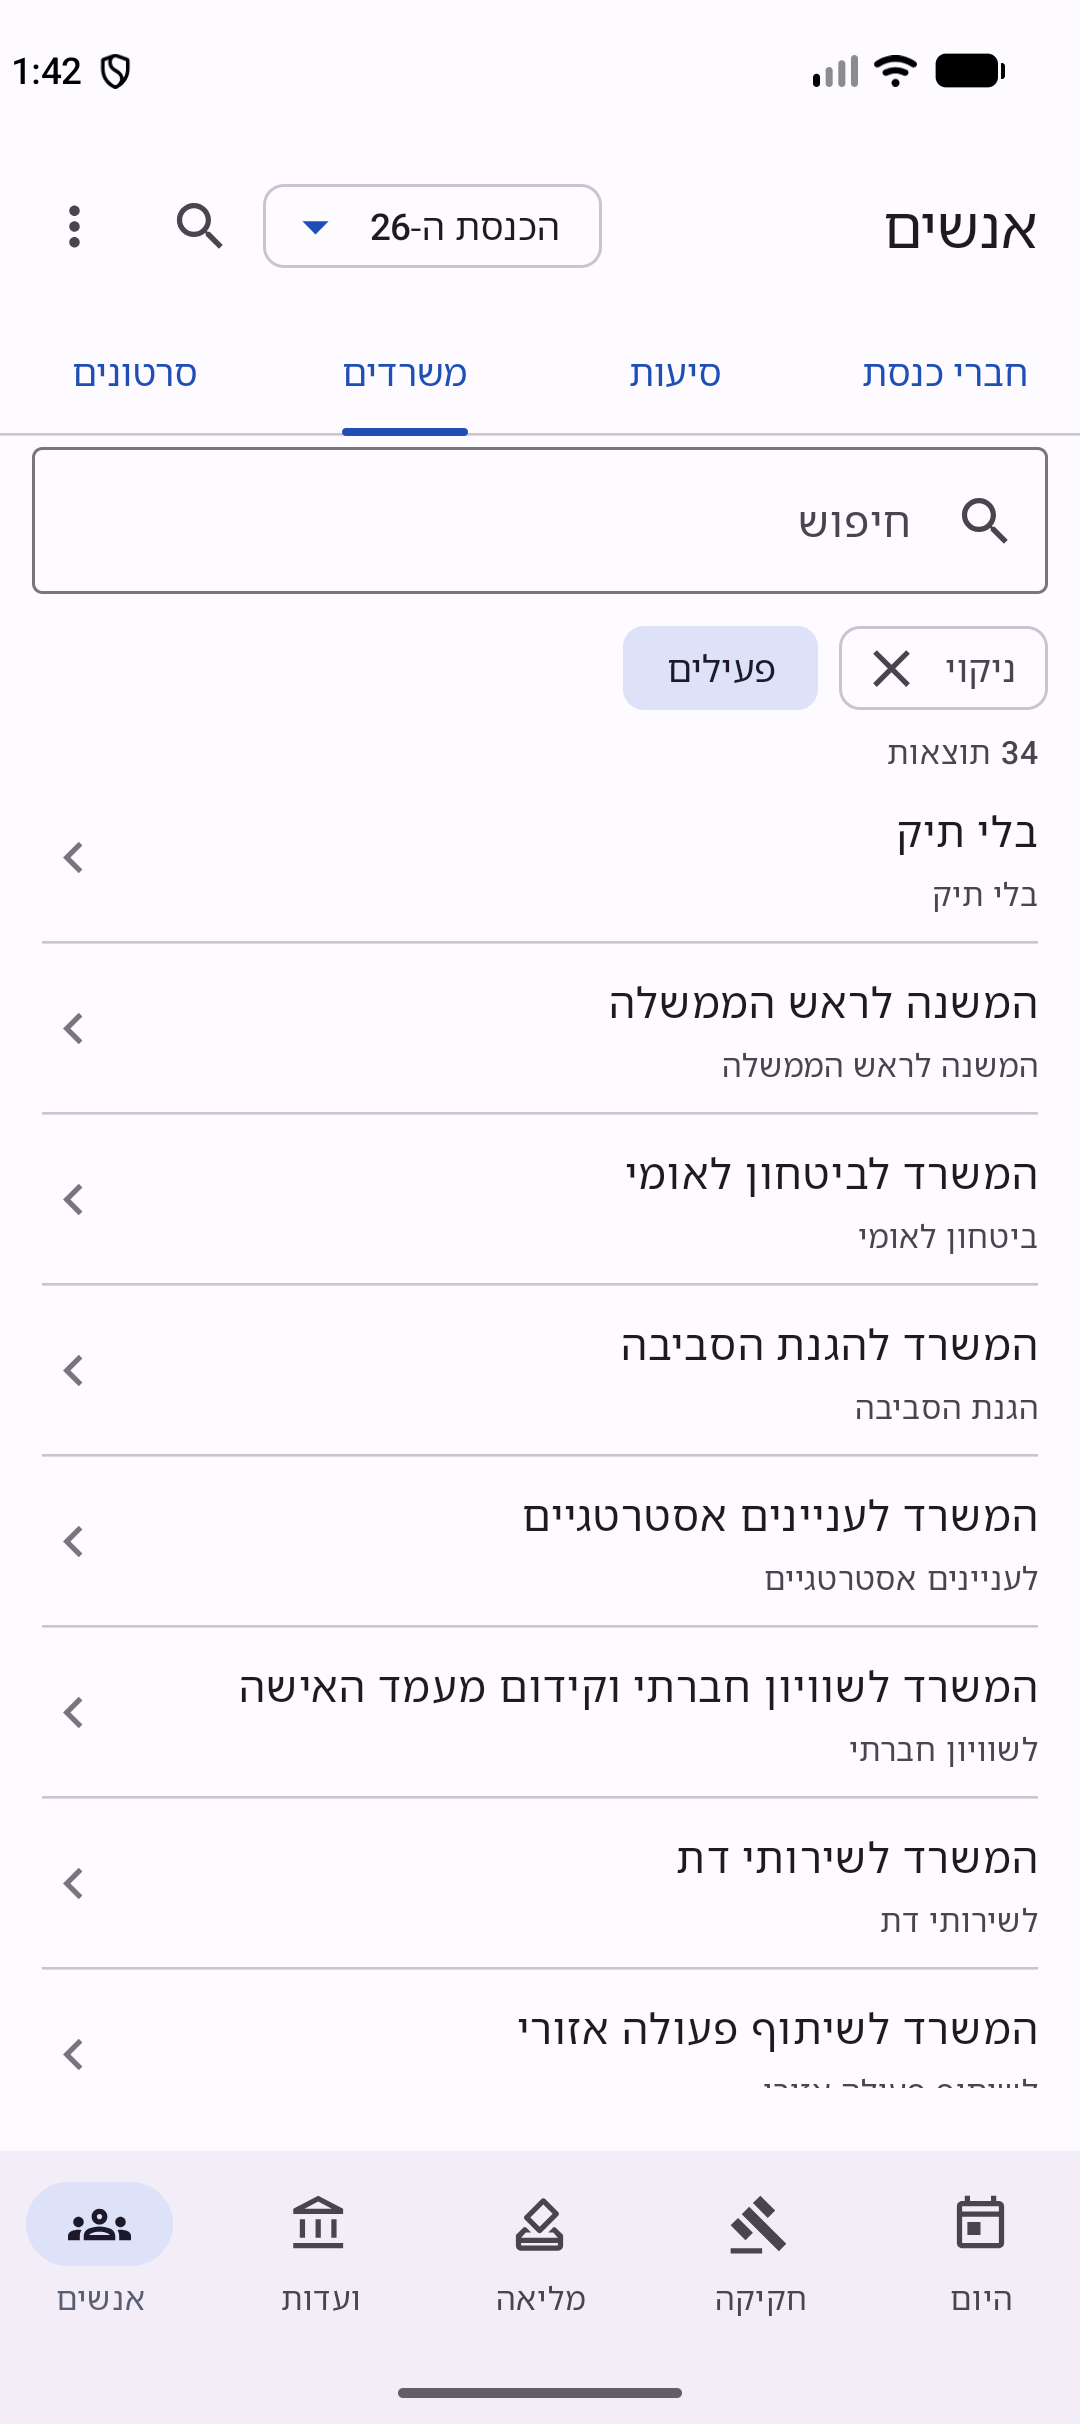 1:42
אנשים
הכנסת ה-26
חברי כנסת
סיעות
משרדים
סרטונים
חיפוש
ניקוי
פעילים
34 תוצאות
בלי תיק
בלי תיק
המשנה לראש הממשלה
המשנה לראש הממשלה
המשרד לביטחון לאומי
ביטחון לאומי
המשרד להגנת הסביבה
הגנת הסביבה
המשרד לעניינים אסטרטגיים
לעניינים אסטרטגיים
המשרד לשוויון חברתי וקידום מעמד האישה
לשוויון חברתי
המשרד לשירותי דת
לשירותי דת
המשרד לשיתוף פעולה אזורי
לשיתוף פעולה אזורי
היום
חקיקה
מליאה
ועדות
אנשים